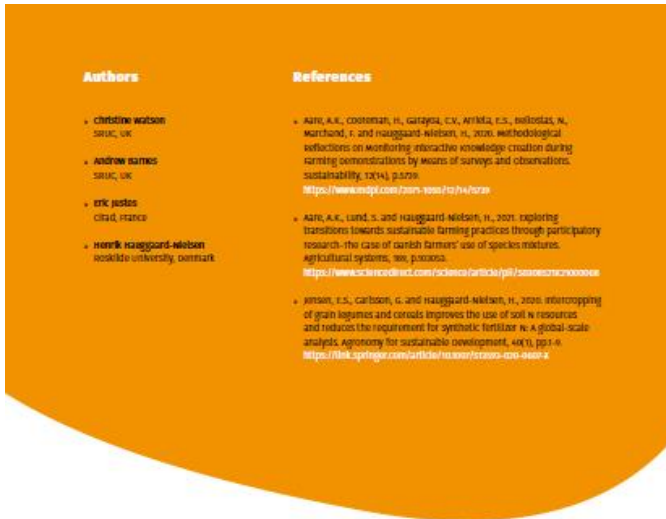 Authors
Christine Watson
SRUC, UK
Andrew Barnes
SRUC, UK
Eric Justes
Cirad, France
Henrik Hauggaard-Nielsen
Roskilde University, Denmark
References
Aare, A.K., Cooreman, H., Garayoa, C.V., Arrieta, E.S., Bellostas, N.,
Marchand, F. and Hauggaard-Nielsen, H., 2020. Methodological
Reflections on Monitoring Interactive Knowledge Creation during
Farming Demonstrations by Means of Surveys and Observations.
Sustainability, 12(14), p.5739.
https://www.mdpi.com/2071-1050/12/14/5739
Aare, A.K., Lund, S. and Hauggaard-Nielsen, H., 2021. Exploring
transitions towards sustainable farming practices through participatory
research–The case of Danish farmers' use of species mixtures.
Agricultural Systems, 189, p.103053.
Jensen, E.S., Carlsson, G. and Hauggaard-Nielsen, H., 2020. Intercropping
of grain legumes and cereals improves the use of soil N resources
and reduces the requirement for synthetic fertilizer N: A global-scale
analysis. Agronomy for Sustainable Development, 40(1), pp.1-9.